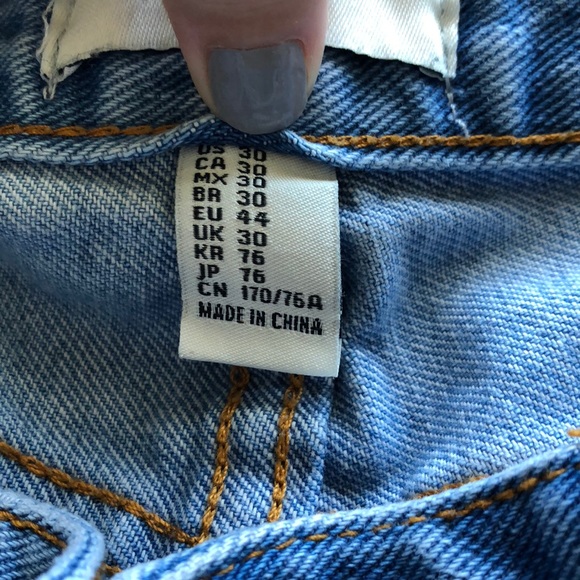 US 30
CA 30
MX 30
BR 30
EU 44
UK 30
KR 76
JP 76
CN 170/76A
MADE IN CHINA